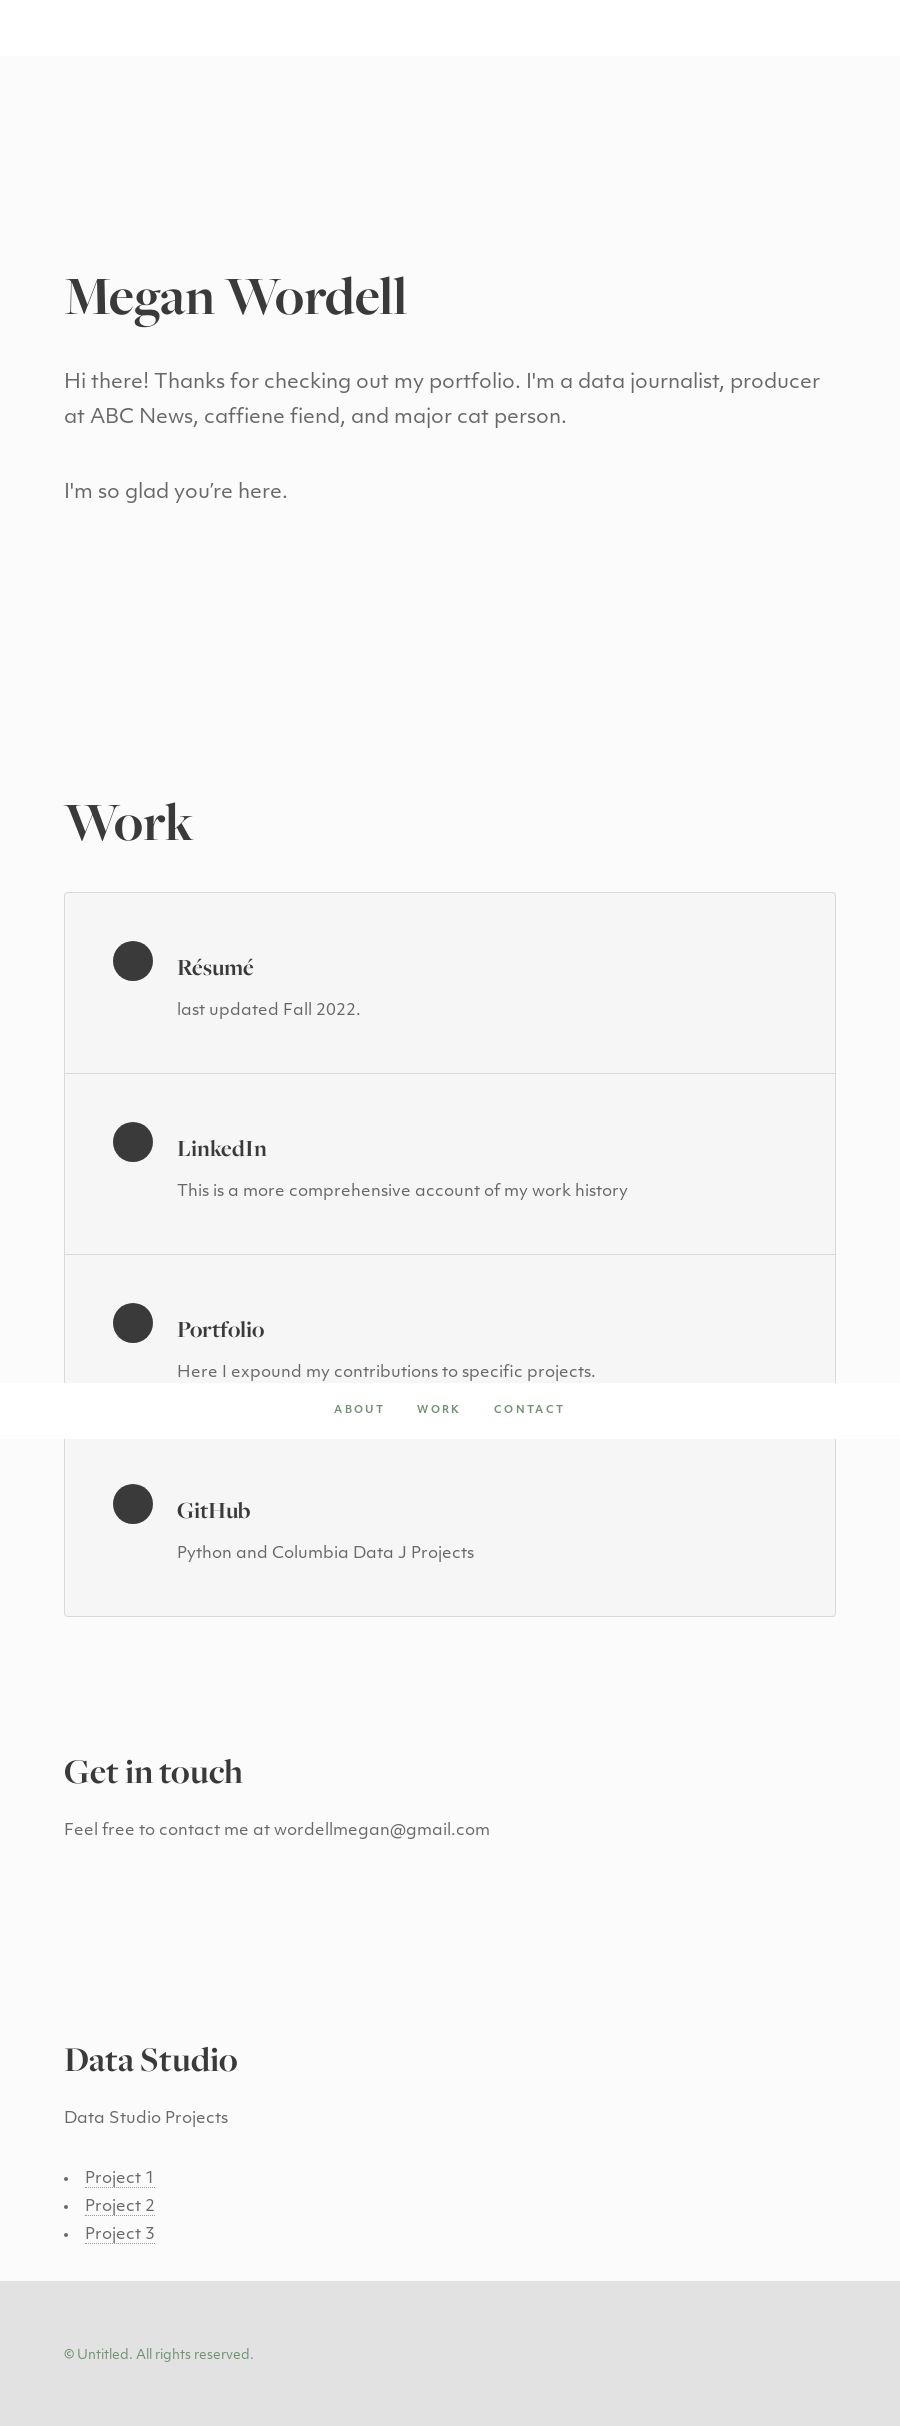 Megan Wordell
Hi there! Thanks for checking out my portfolio. I'm a data journalist, producer
at ABC News, caffiene fiend, and major cat person.
I'm so glad you’re here.
Work
Résumé
last updated Fall 2022.
LinkedIn
This is a more comprehensive account of my work history
Portfolio
Here I expound my contributions to specific projects.
ABOUT WORK CONTACT
GitHub
Python and Columbia Data J Projects
Get in touch
Feel free to contact me at wordellmegan@gmail.com
Data Studio
Data Studio Projects
• Project 1
• Project 2
• Project 3
© Untitled. All rights reserved.